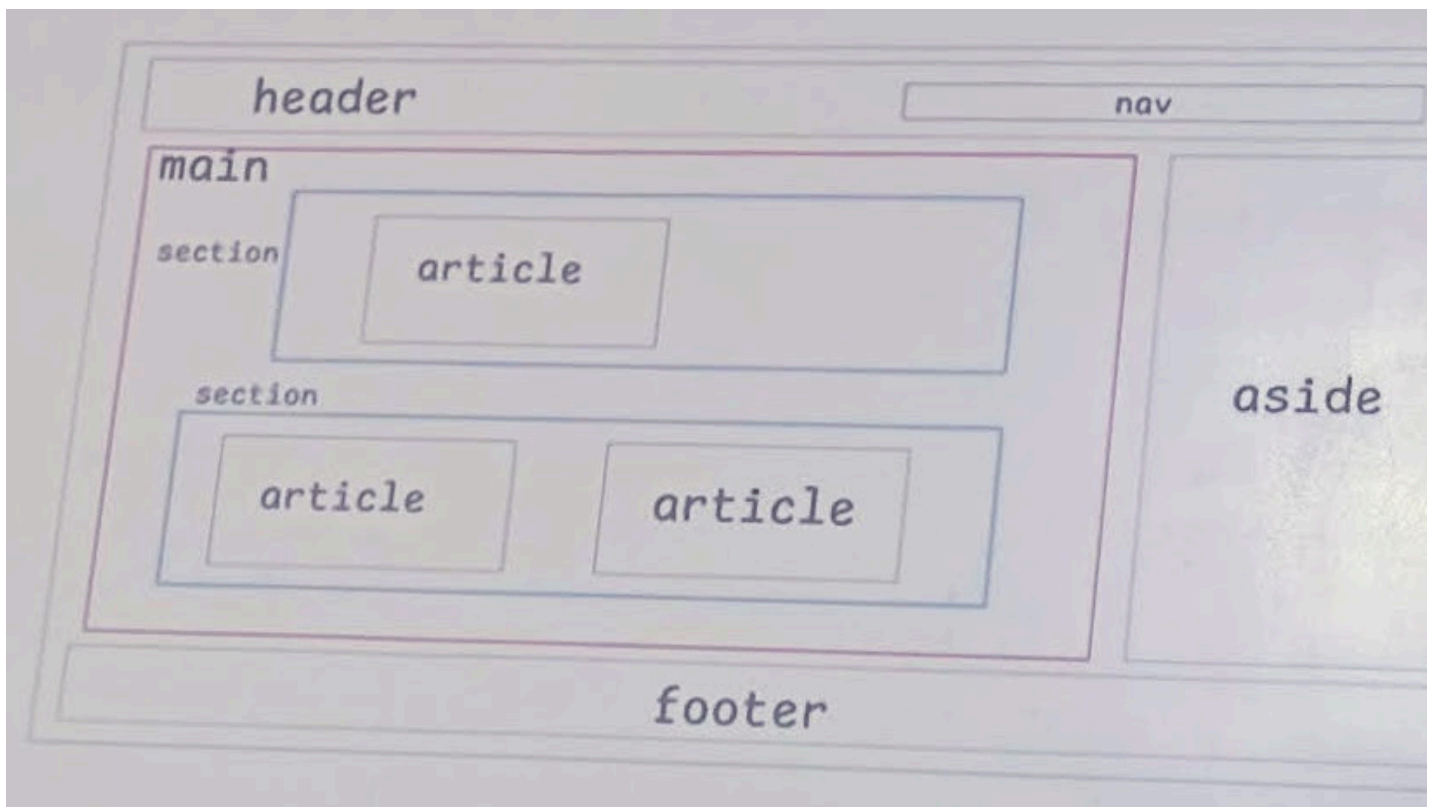 header
nav
main
section
article
section
article
article
aside
footer